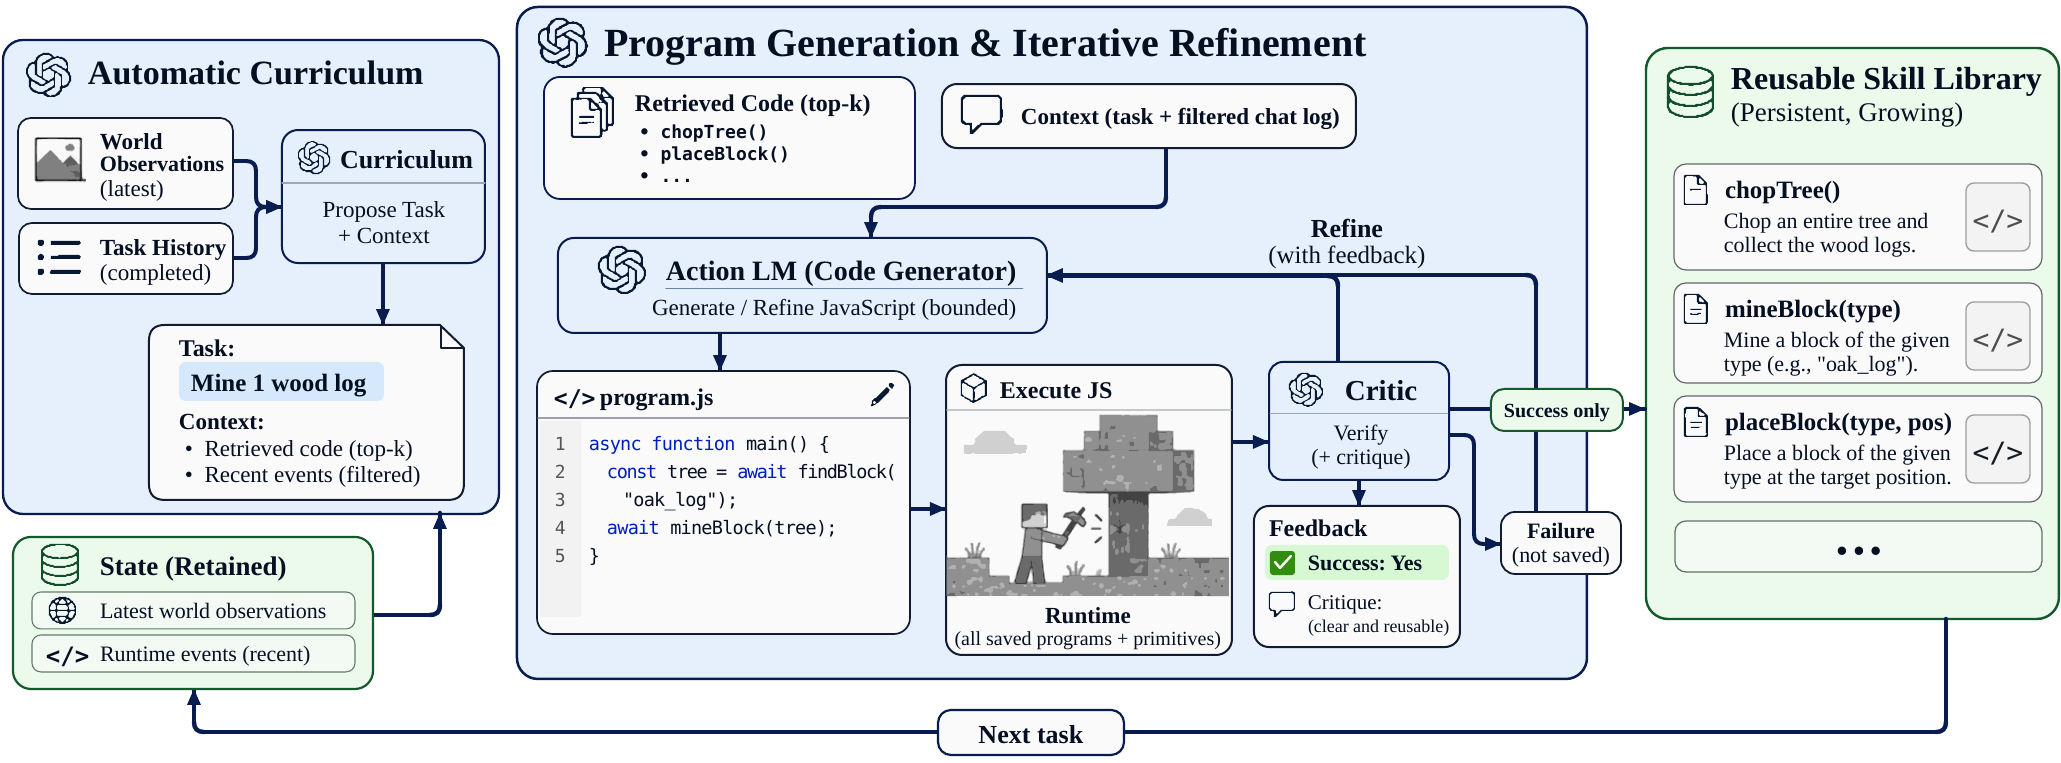 Automatic Curriculum
World
Observations
(latest)
Task History
(completed)
Curriculum
Propose Task
+ Context
Task:
Mine 1 wood log
Context:
• Retrieved code (top-k)
• Recent events (filtered)
State (Retained)
Latest world observations
</> Runtime events (recent)
Program Generation & Iterative Refinement
Retrieved Code (top-k)
• chopTree()
• placeBlock()
• ...
Context (task + filtered chat log)
Action LM (Code Generator)
Generate / Refine JavaScript (bounded)
Refine
(with feedback)
</> program.js
1 async function main() {
2 const tree = await findBlock(
3 "oak_log");
4 await mineBlock(tree);
5 }
Execute JS
Runtime
(all saved programs + primitives)
Critic
Verify
(+ critique)
Feedback
Success: Yes
Critique:
(clear and reusable)
Success only
Failure
(not saved)
Reusable Skill Library
(Persistent, Growing)
chopTree()
Chop an entire tree and
collect the wood logs.
</>
mineBlock(type)
Mine a block of the given
type (e.g., "oak_log").
</>
placeBlock(type, pos)
Place a block of the given
type at the target position.
</>
•••
Next task